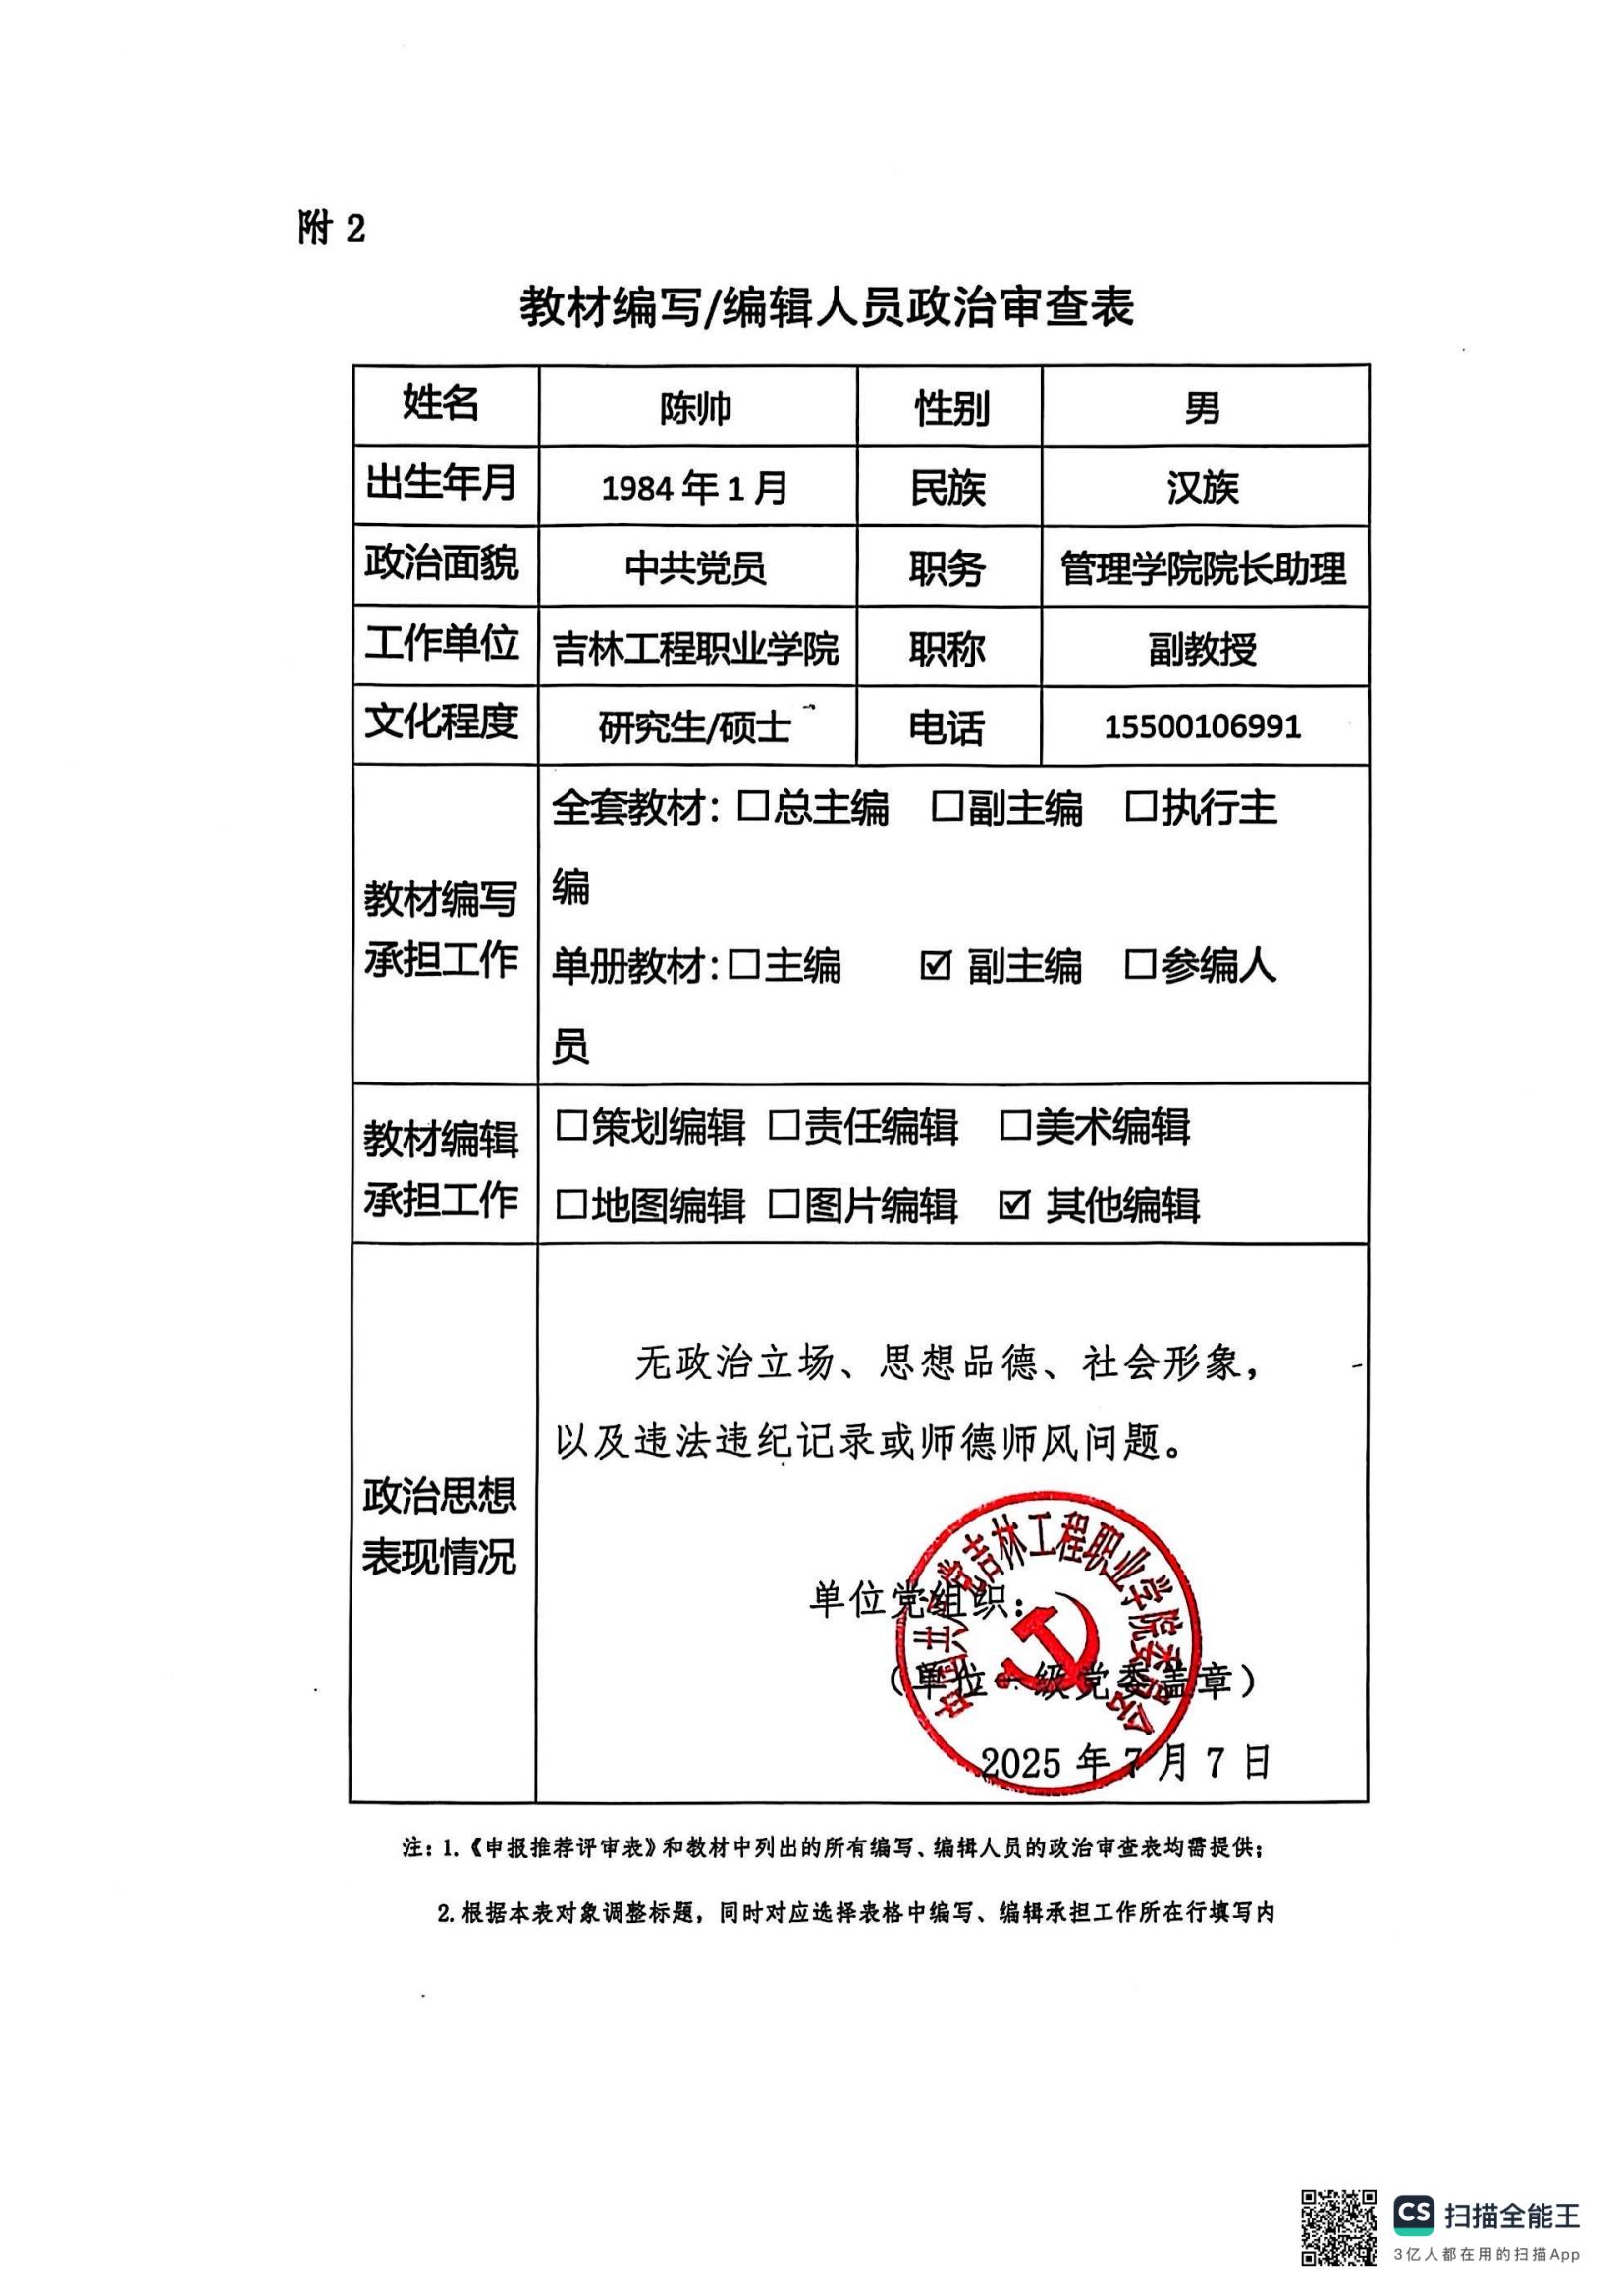 附 2
教材编写/编辑人员政治审查表
姓名 陈帅 性别 男
出生年月 1984年1月 民族 汉族
政治面貌 中共党员 职务 管理学院院长助理
工作单位 吉林工程职业学院 职称 副教授
文化程度 研究生/硕士 电话 15500106991
教材编写
承担工作
全套教材：□总主编 □副主编 □执行主
编
单册教材：□主编 ☑ 副主编 □参编人
员
教材编辑
承担工作
□策划编辑 □责任编辑 □美术编辑
□地图编辑 □图片编辑 ☑ 其他编辑
政治思想
表现情况
无政治立场、思想品德、社会形象，
以及违法违纪记录或师德师风问题。
单位党组织：
（单位一级党委盖章）
2025 年 7 月 7 日
中国共产党吉林工程职业学院委员会
注：1.《申报推荐评审表》和教材中列出的所有编写、编辑人员的政治审查表均需提供；
2.根据本表对象调整标题，同时对应选择表格中编写、编辑承担工作所在行填写内
CS 扫描全能王
3亿人都在用的扫描App